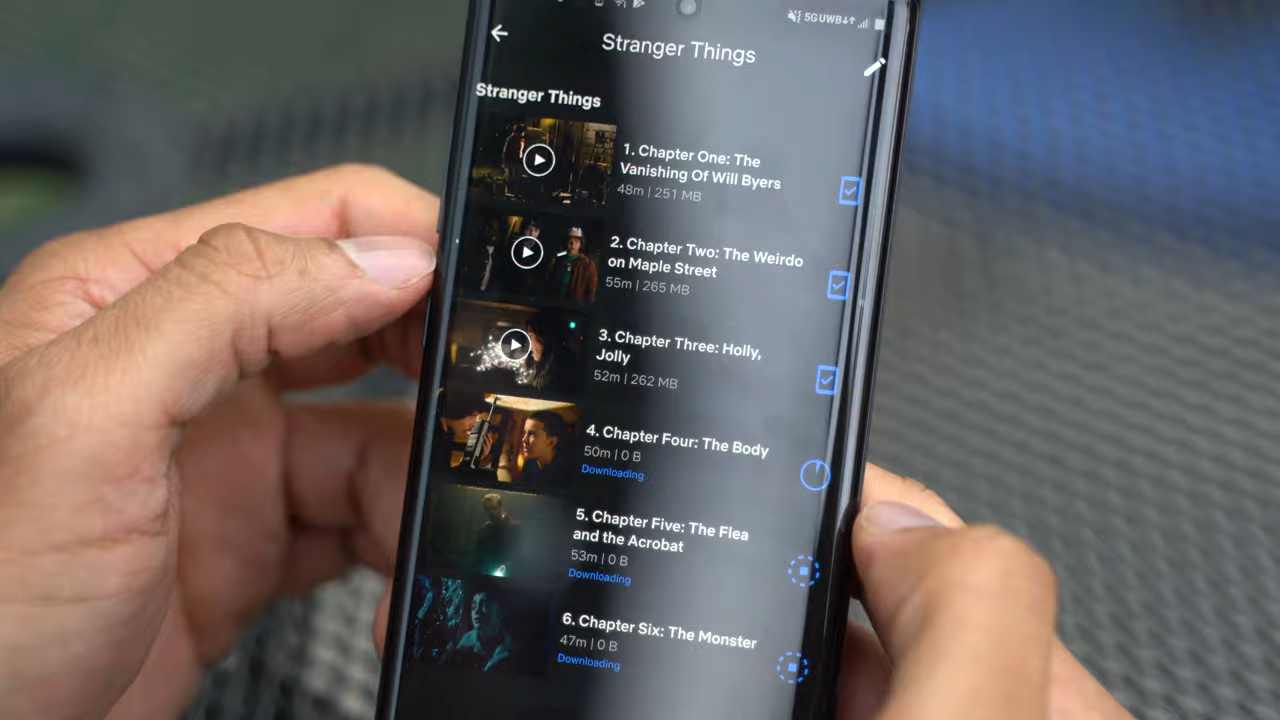 5GUWB
Stranger Things
Stranger Things
1. Chapter One: The
Vanishing Of Will Byers
48m | 251 MB
2. Chapter Two: The Weirdo
on Maple Street
55m | 265 MB
3. Chapter Three: Holly,
Jolly
52m | 262 MB
4. Chapter Four: The Body
50m | 0 B
Downloading
5. Chapter Five: The Flea
and the Acrobat
53m | 0 B
Downloading
6. Chapter Six: The Monster
47m | 0 B
Downloading